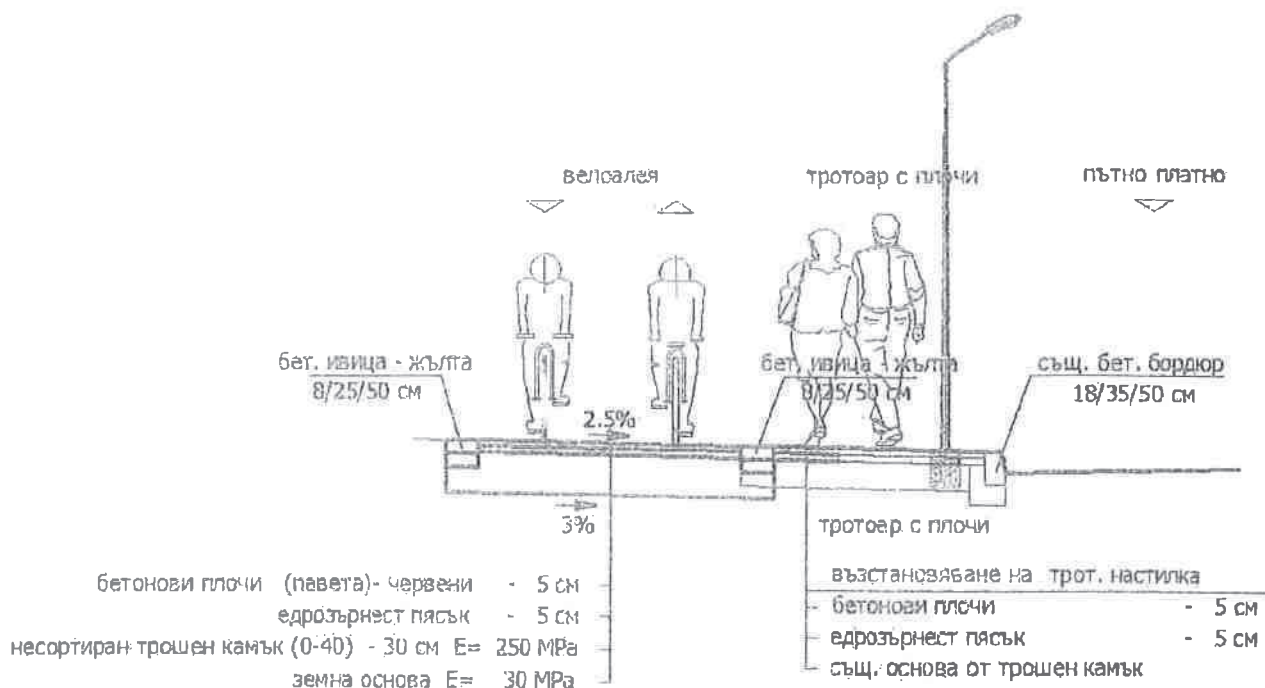 велоалея
тротоар с плочи
пътно платно
бет. ивица - жълта
8/25/50 см
бет. ивица - жълта
8/25/50 см
същ. бет. бордюр
18/35/50 см
2.5%
3%
тротоар с плочи
бетонови плочи (павета)- червени - 5 см
едрозърнест пясък - 5 см
несортиран трошен камък (0-40) - 30 см E= 250 MPa
земна основа E= 30 MPa
възстановяване на трот. настилка
бетонови плочи - 5 см
едрозърнест пясък - 5 см
същ. основа от трошен камък